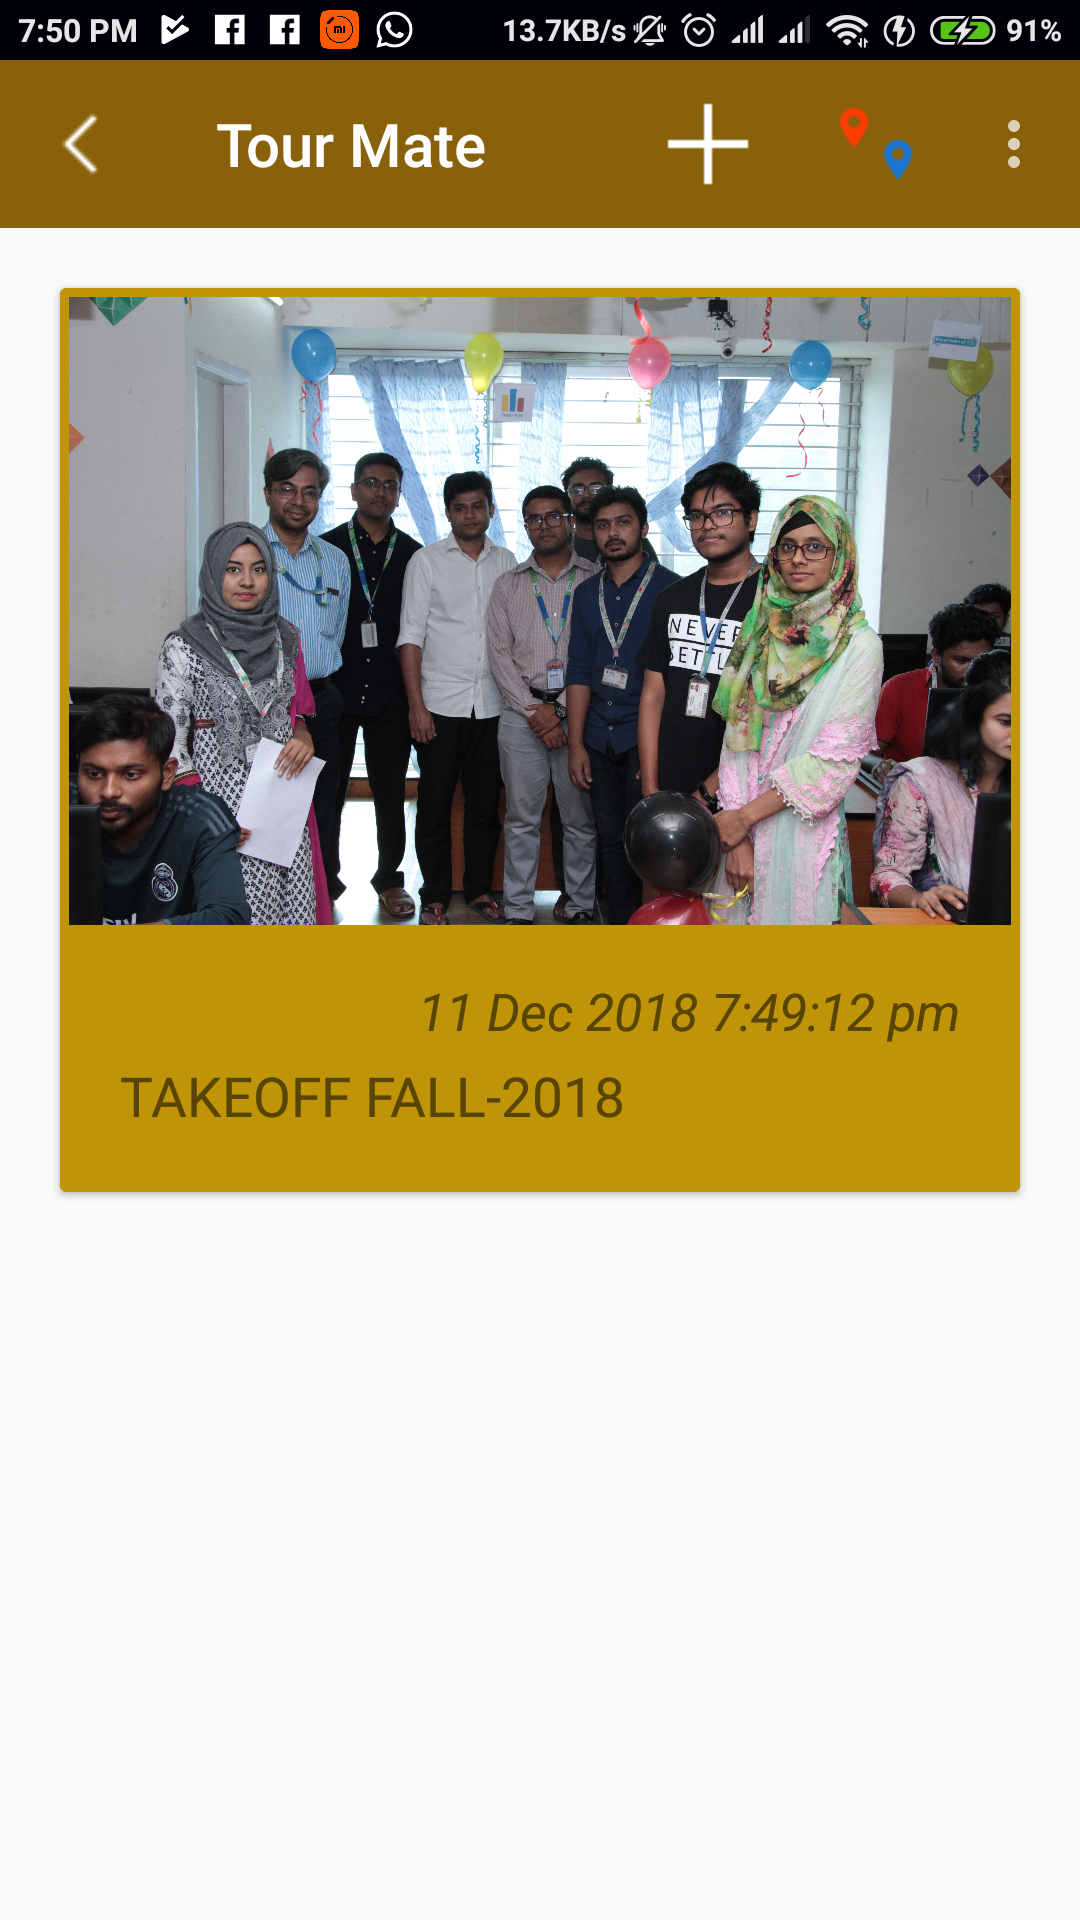 7:50 PM 13.7KB/s 91%
Tour Mate
NEVER
SETTL
11 Dec 2018 7:49:12 pm
TAKEOFF FALL-2018